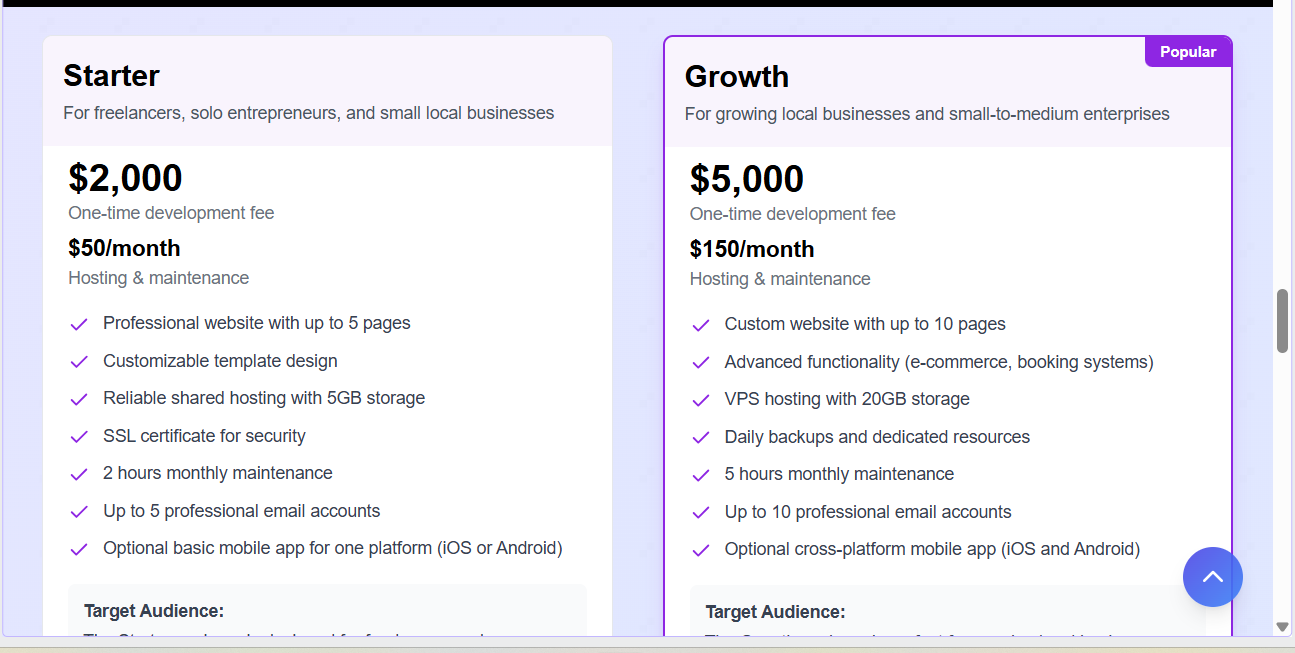 Starter
For freelancers, solo entrepreneurs, and small local businesses
$2,000
One-time development fee
$50/month
Hosting & maintenance
Professional website with up to 5 pages
Customizable template design
Reliable shared hosting with 5GB storage
SSL certificate for security
2 hours monthly maintenance
Up to 5 professional email accounts
Optional basic mobile app for one platform (iOS or Android)
Target Audience:
Popular
Growth
For growing local businesses and small-to-medium enterprises
$5,000
One-time development fee
$150/month
Hosting & maintenance
Custom website with up to 10 pages
Advanced functionality (e-commerce, booking systems)
VPS hosting with 20GB storage
Daily backups and dedicated resources
5 hours monthly maintenance
Up to 10 professional email accounts
Optional cross-platform mobile app (iOS and Android)
Target Audience: